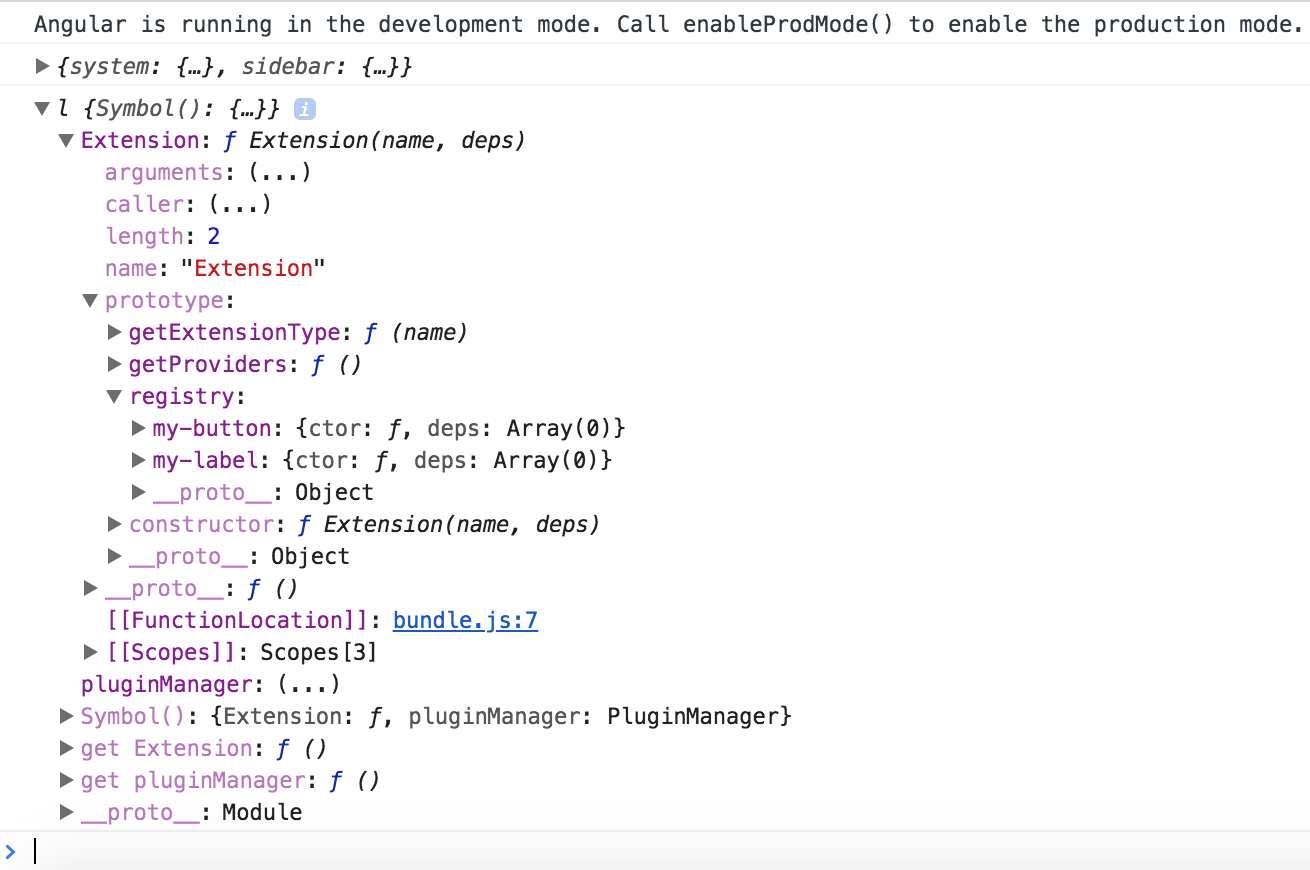 Angular is running in the development mode. Call enableProdMode() to enable the production mode.
▶{system: {…}, sidebar: {…}}
▼l {Symbol(): {…}} i
▼Extension: ƒ Extension(name, deps)
arguments: (...)
caller: (...)
length: 2
name: "Extension"
▼prototype:
▶getExtensionType: ƒ (name)
▶getProviders: ƒ ()
▼registry:
▶my-button: {ctor: ƒ, deps: Array(0)}
▶my-label: {ctor: ƒ, deps: Array(0)}
▶__proto__: Object
▶constructor: ƒ Extension(name, deps)
▶__proto__: Object
▶__proto__: ƒ ()
[[FunctionLocation]]: bundle.js:7
▶[[Scopes]]: Scopes[3]
pluginManager: (...)
▶Symbol(): {Extension: ƒ, pluginManager: PluginManager}
▶get Extension: ƒ ()
▶get pluginManager: ƒ ()
▶__proto__: Module
>